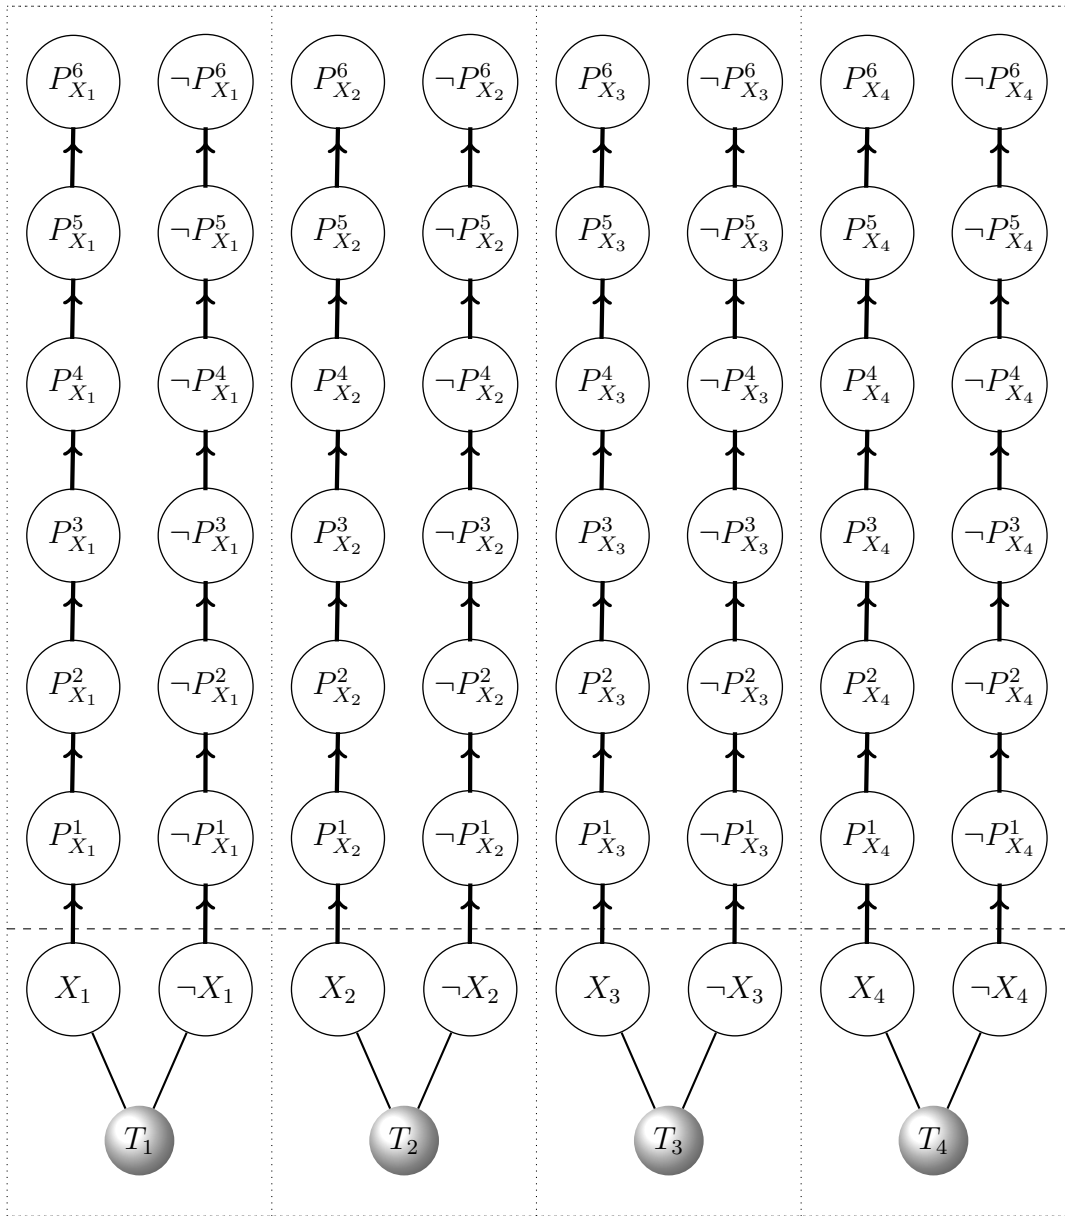 P^6_{X_1} ¬P^6_{X_1} P^6_{X_2} ¬P^6_{X_2} P^6_{X_3} ¬P^6_{X_3} P^6_{X_4} ¬P^6_{X_4}
P^5_{X_1} ¬P^5_{X_1} P^5_{X_2} ¬P^5_{X_2} P^5_{X_3} ¬P^5_{X_3} P^5_{X_4} ¬P^5_{X_4}
P^4_{X_1} ¬P^4_{X_1} P^4_{X_2} ¬P^4_{X_2} P^4_{X_3} ¬P^4_{X_3} P^4_{X_4} ¬P^4_{X_4}
P^3_{X_1} ¬P^3_{X_1} P^3_{X_2} ¬P^3_{X_2} P^3_{X_3} ¬P^3_{X_3} P^3_{X_4} ¬P^3_{X_4}
P^2_{X_1} ¬P^2_{X_1} P^2_{X_2} ¬P^2_{X_2} P^2_{X_3} ¬P^2_{X_3} P^2_{X_4} ¬P^2_{X_4}
P^1_{X_1} ¬P^1_{X_1} P^1_{X_2} ¬P^1_{X_2} P^1_{X_3} ¬P^1_{X_3} P^1_{X_4} ¬P^1_{X_4}
X_1 ¬X_1 X_2 ¬X_2 X_3 ¬X_3 X_4 ¬X_4
T_1 T_2 T_3 T_4